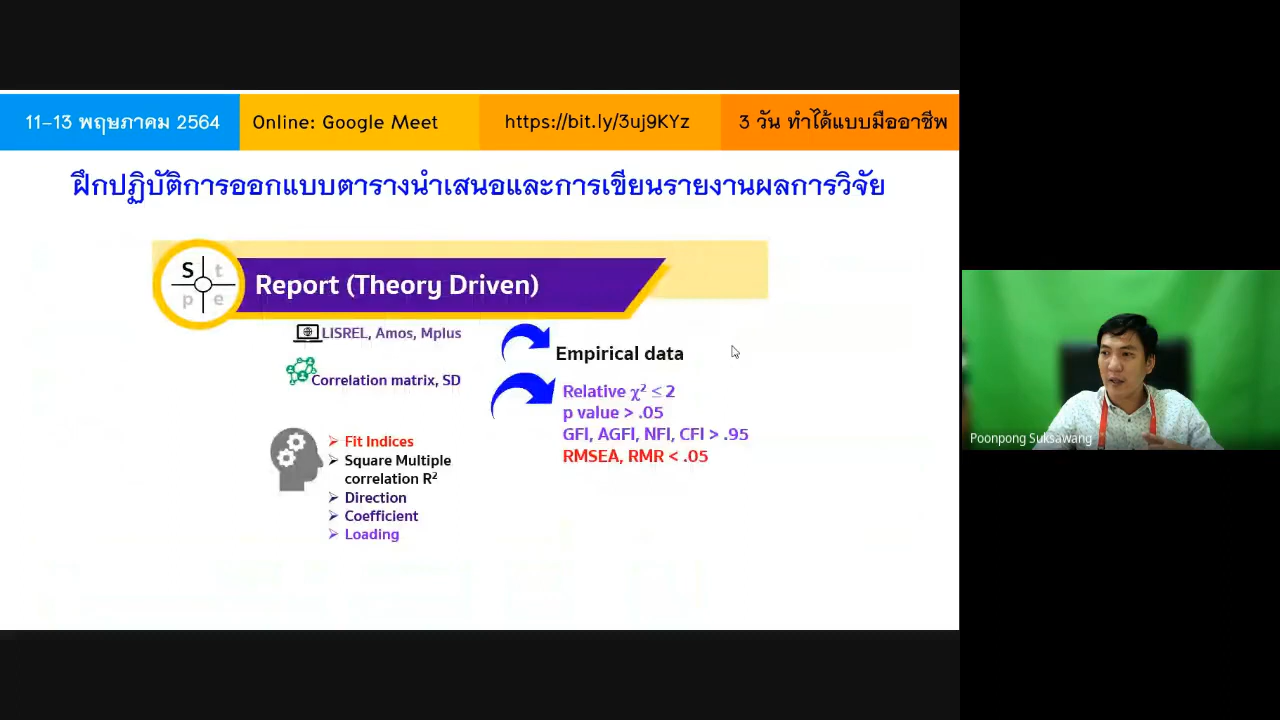 11-13 พฤษภาคม 2564
Online: Google Meet
https://bit.ly/3uj9KYz
3 วัน ทำได้แบบมืออาชีพ
ฝึกปฏิบัติการออกแบบตารางนำเสนอและการเขียนรายงานผลการวิจัย
S t
p e
Report (Theory Driven)
LISREL, Amos, Mplus
Correlation matrix, SD
Empirical data
Relative χ² ≤ 2
p value > .05
GFI, AGFI, NFI, CFI > .95
RMSEA, RMR < .05
➢ Fit Indices
➢ Square Multiple
correlation R²
➢ Direction
➢ Coefficient
➢ Loading
Poonpong Suksawang